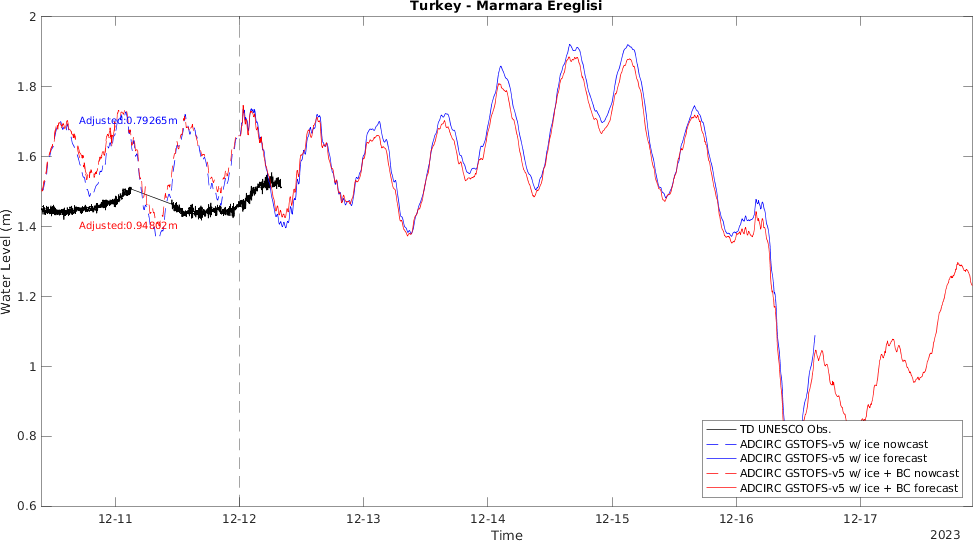 Turkey - Marmara Ereglisi
2
1.8
1.6
1.4
1.2
1
0.8
0.6
Water Level (m)
Adjusted:0.79265m
Adjusted:0.94802m
TD UNESCO Obs.
ADCIRC GSTOFS-v5 w/ ice nowcast
ADCIRC GSTOFS-v5 w/ ice forecast
ADCIRC GSTOFS-v5 w/ ice + BC nowcast
ADCIRC GSTOFS-v5 w/ ice + BC forecast
12-11
12-12
12-13
12-14
12-15
12-16
12-17
Time
2023